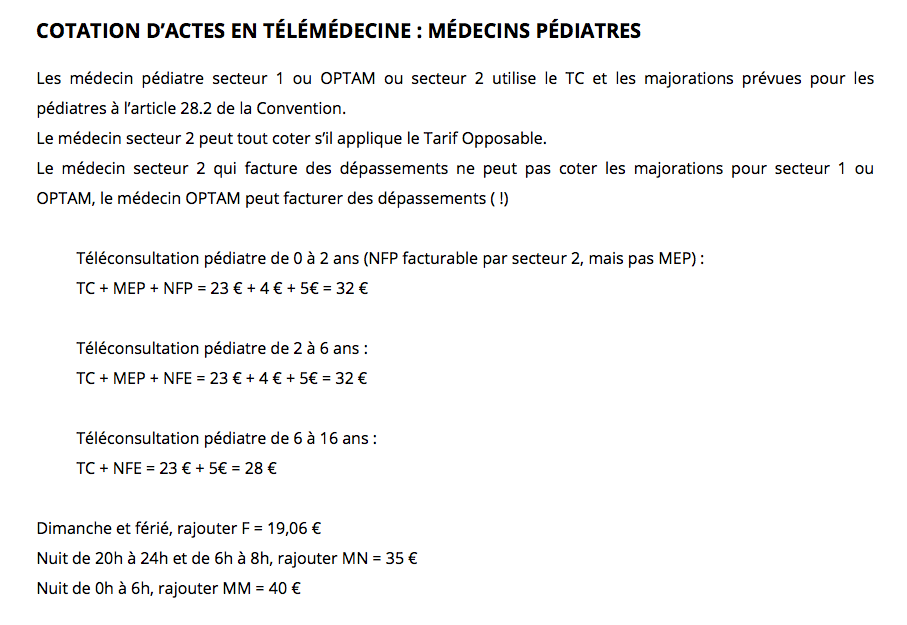 COTATION D'ACTES EN TÉLÉMÉDECINE : MÉDECINS PÉDIATRES
Les médecin pédiatre secteur 1 ou OPTAM ou secteur 2 utilise le TC et les majorations prévues pour les
pédiatres à l'article 28.2 de la Convention.
Le médecin secteur 2 peut tout coter s'il applique le Tarif Opposable.
Le médecin secteur 2 qui facture des dépassements ne peut pas coter les majorations pour secteur 1 ou
OPTAM, le médecin OPTAM peut facturer des dépassements ( !)
Téléconsultation pédiatre de 0 à 2 ans (NFP facturable par secteur 2, mais pas MEP) :
TC + MEP + NFP = 23 € + 4 € + 5€ = 32 €
Téléconsultation pédiatre de 2 à 6 ans :
TC + MEP + NFE = 23 € + 4 € + 5€ = 32 €
Téléconsultation pédiatre de 6 à 16 ans :
TC + NFE = 23 € + 5€ = 28 €
Dimanche et férié, rajouter F = 19,06 €
Nuit de 20h à 24h et de 6h à 8h, rajouter MN = 35 €
Nuit de 0h à 6h, rajouter MM = 40 €